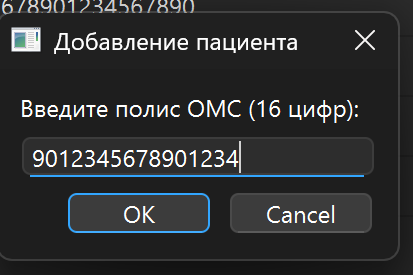 678901234567890
Добавление пациента
Введите полис ОМС (16 цифр):
9012345678901234
OK
Cancel